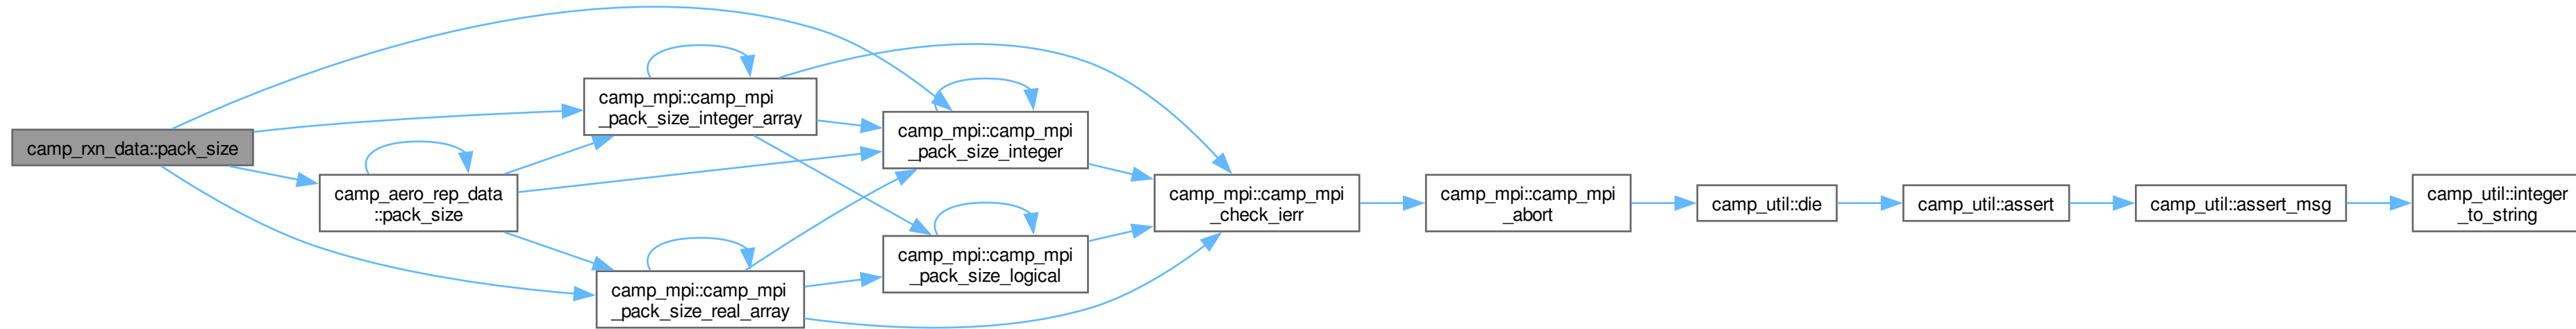 camp_rxn_data::pack_size
camp_aero_rep_data
::pack_size
camp_mpi::camp_mpi
_pack_size_integer_array
camp_mpi::camp_mpi
_pack_size_real_array
camp_mpi::camp_mpi
_pack_size_integer
camp_mpi::camp_mpi
_pack_size_logical
camp_mpi::camp_mpi
_check_ierr
camp_mpi::camp_mpi
_abort
camp_util::die
camp_util::assert
camp_util::assert_msg
camp_util::integer
_to_string